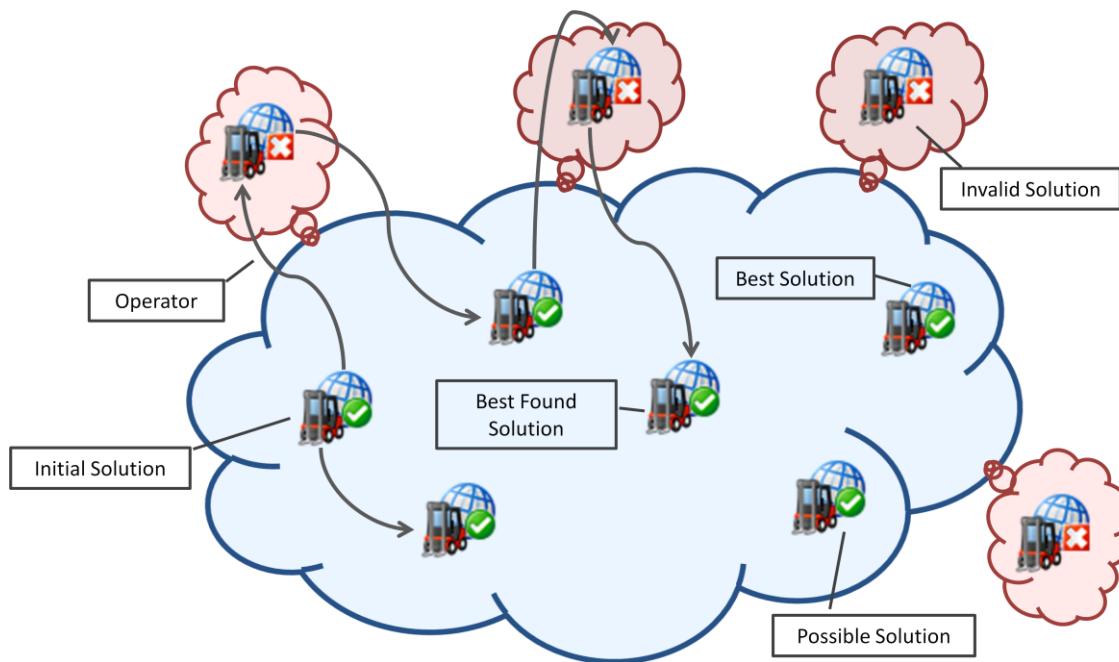 Invalid Solution
Best Solution
Operator
Best Found
Solution
Initial Solution
Possible Solution